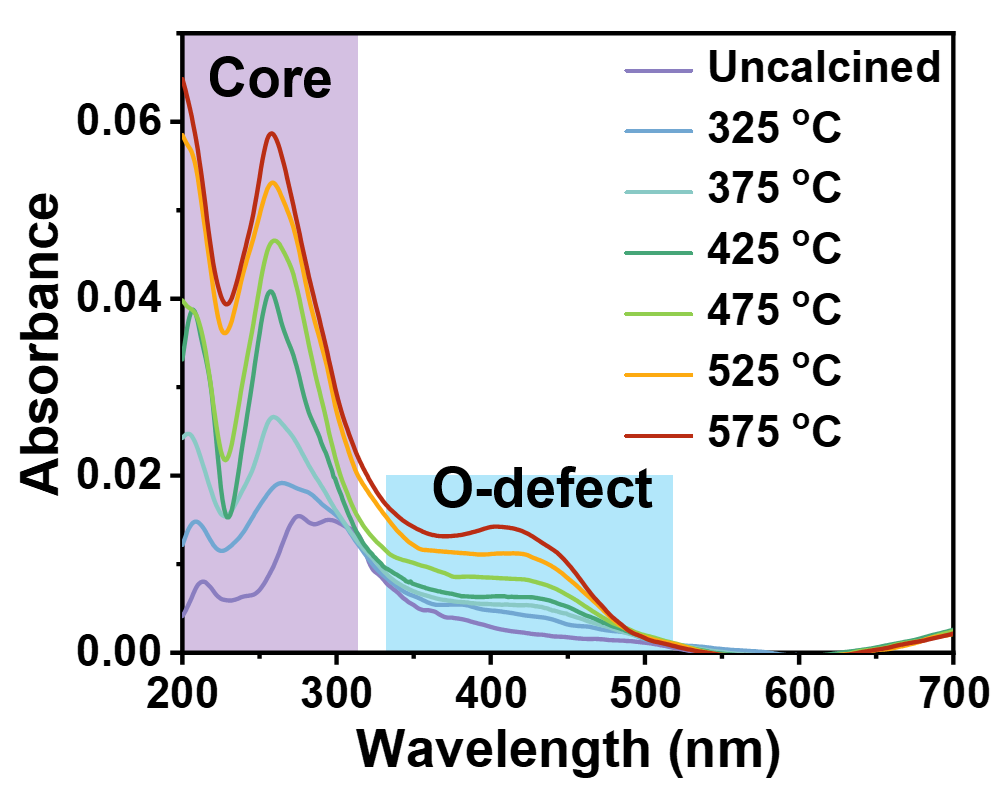 Core
Uncalcined
325 °C
375 °C
425 °C
475 °C
525 °C
575 °C
O-defect
Absorbance
0.06
0.04
0.02
0.00
200 300 400 500 600 700
Wavelength (nm)